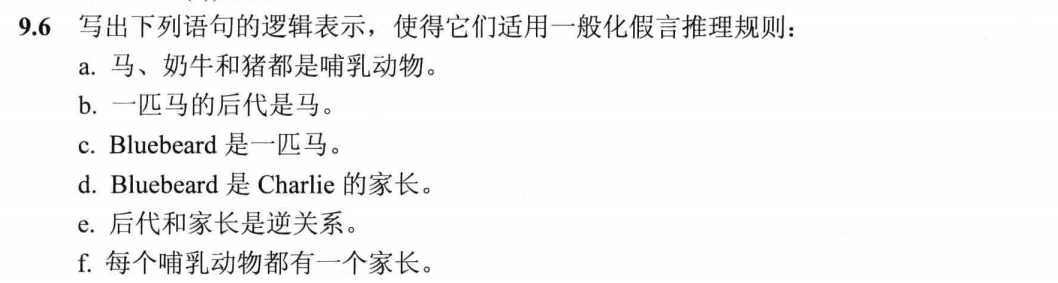 9.6 写出下列语句的逻辑表示，使得它们适用一般化假言推理规则：
a. 马、奶牛和猪都是哺乳动物。
b. 一匹马的后代是马。
c. Bluebeard 是一匹马。
d. Bluebeard 是 Charlie 的家长。
e. 后代和家长是逆关系。
f. 每个哺乳动物都有一个家长。